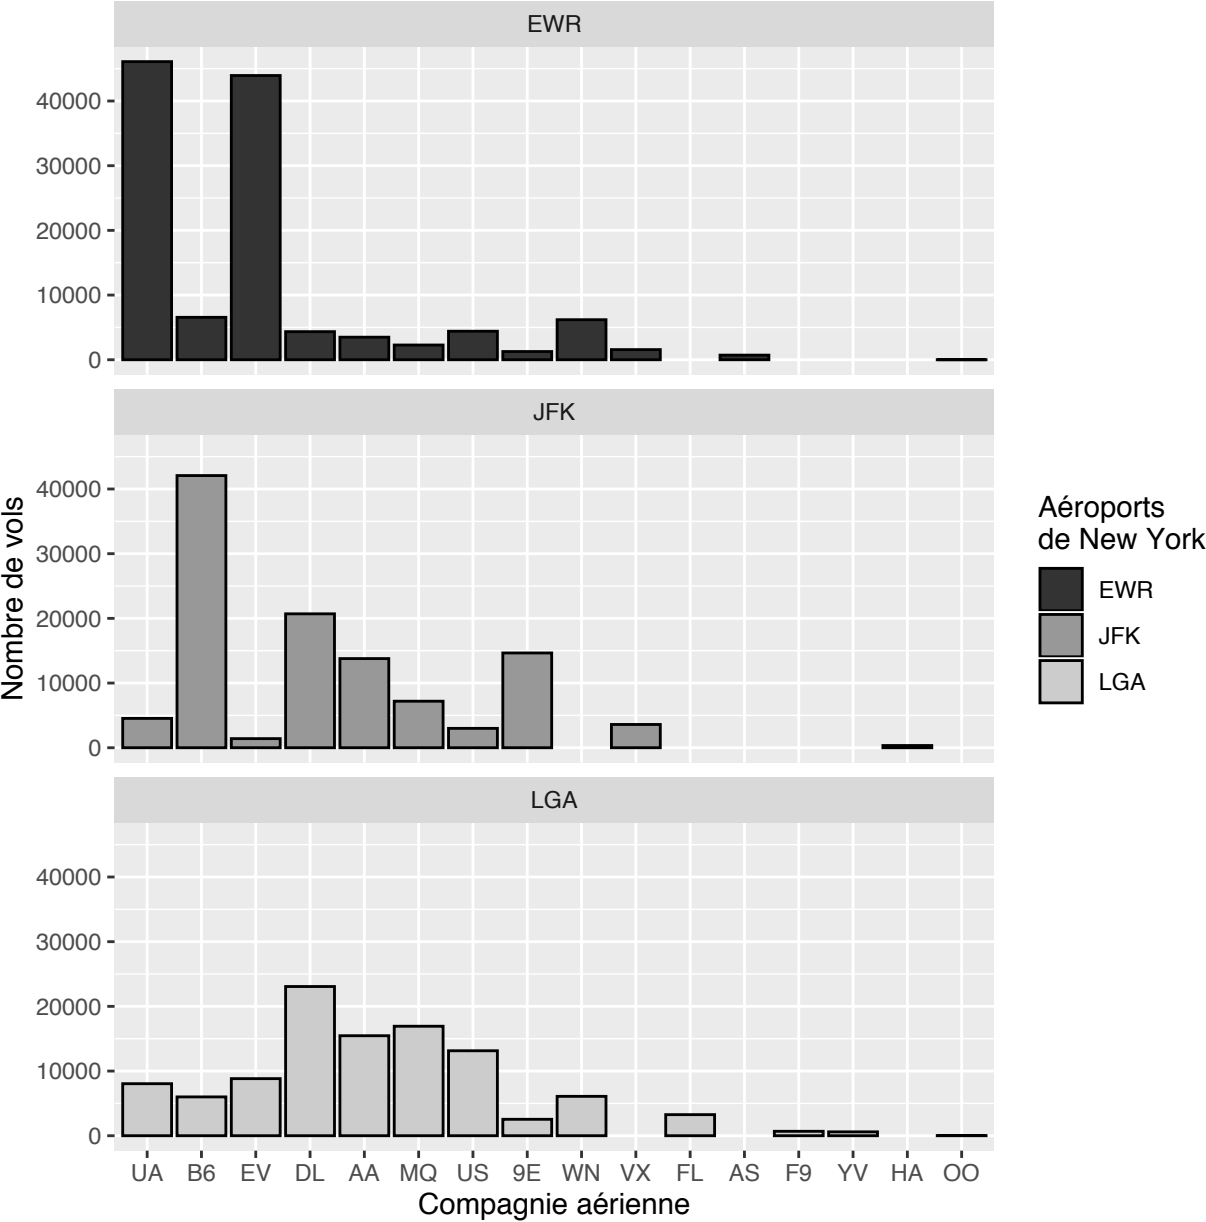 EWR
40000
30000
20000
10000
0
JFK
40000
30000
20000
10000
0
LGA
40000
30000
20000
10000
0
UA B6 EV DL AA MQ US 9E WN VX FL AS F9 YV HA OO
Compagnie aérienne
Nombre de vols
Aéroports
de New York
EWR
JFK
LGA